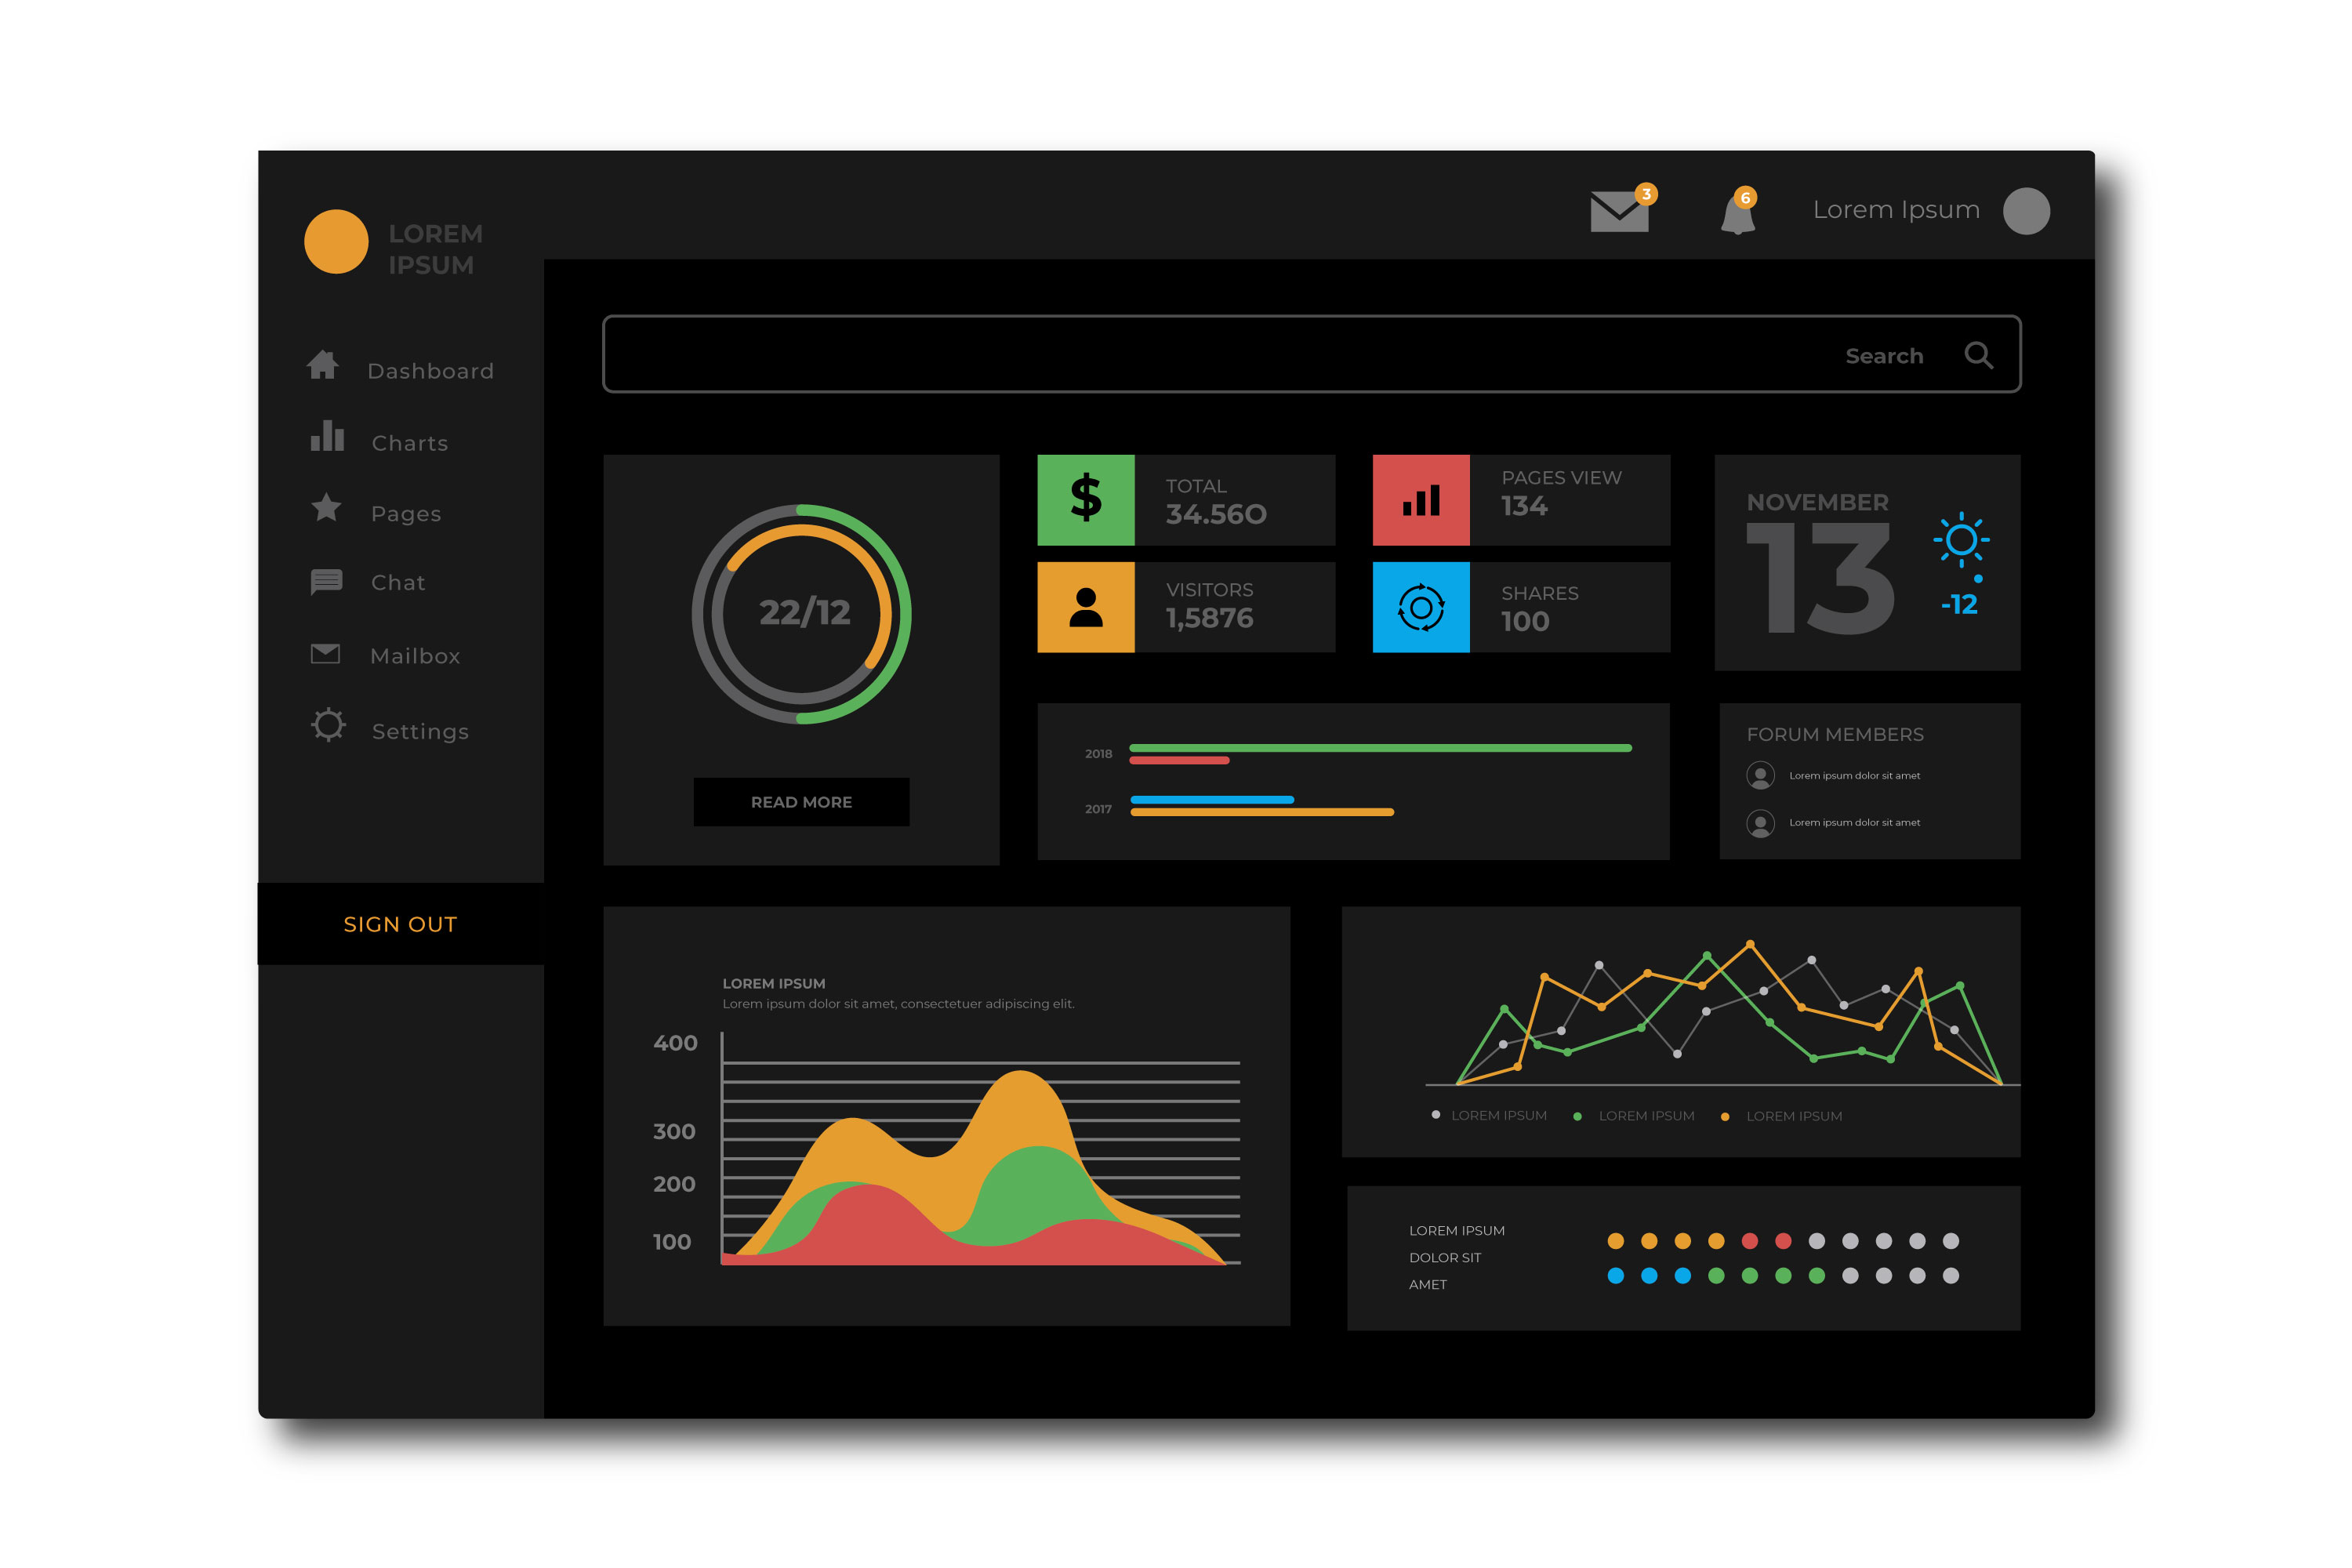 3
6
Lorem Ipsum
LOREM
IPSUM
Dashboard
Charts
Pages
Chat
Mailbox
Settings
SIGN OUT
Search
22/12
READ MORE
$
TOTAL
34.56O
PAGES VIEW
134
VISITORS
1,5876
SHARES
100
NOVEMBER
13
-12
2018
2017
FORUM MEMBERS
Lorem ipsum dolor sit amet
Lorem ipsum dolor sit amet
LOREM IPSUM
Lorem ipsum dolor sit amet, consectetuer adipiscing elit.
400
300
200
100
LOREM IPSUM LOREM IPSUM LOREM IPSUM
LOREM IPSUM
DOLOR SIT
AMET